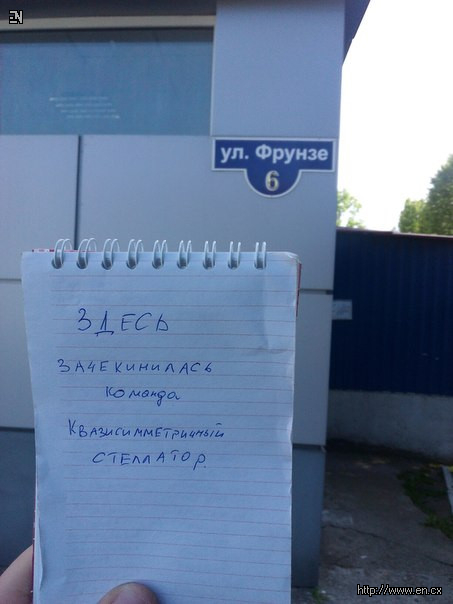 EN
ул. Фрунзе
6
ЗДЕСЬ
ЗАЧЕКИНИЛАСЬ
команда
Квазисимметричный
СТЕЛЛАТОР.
http://www.en.cx